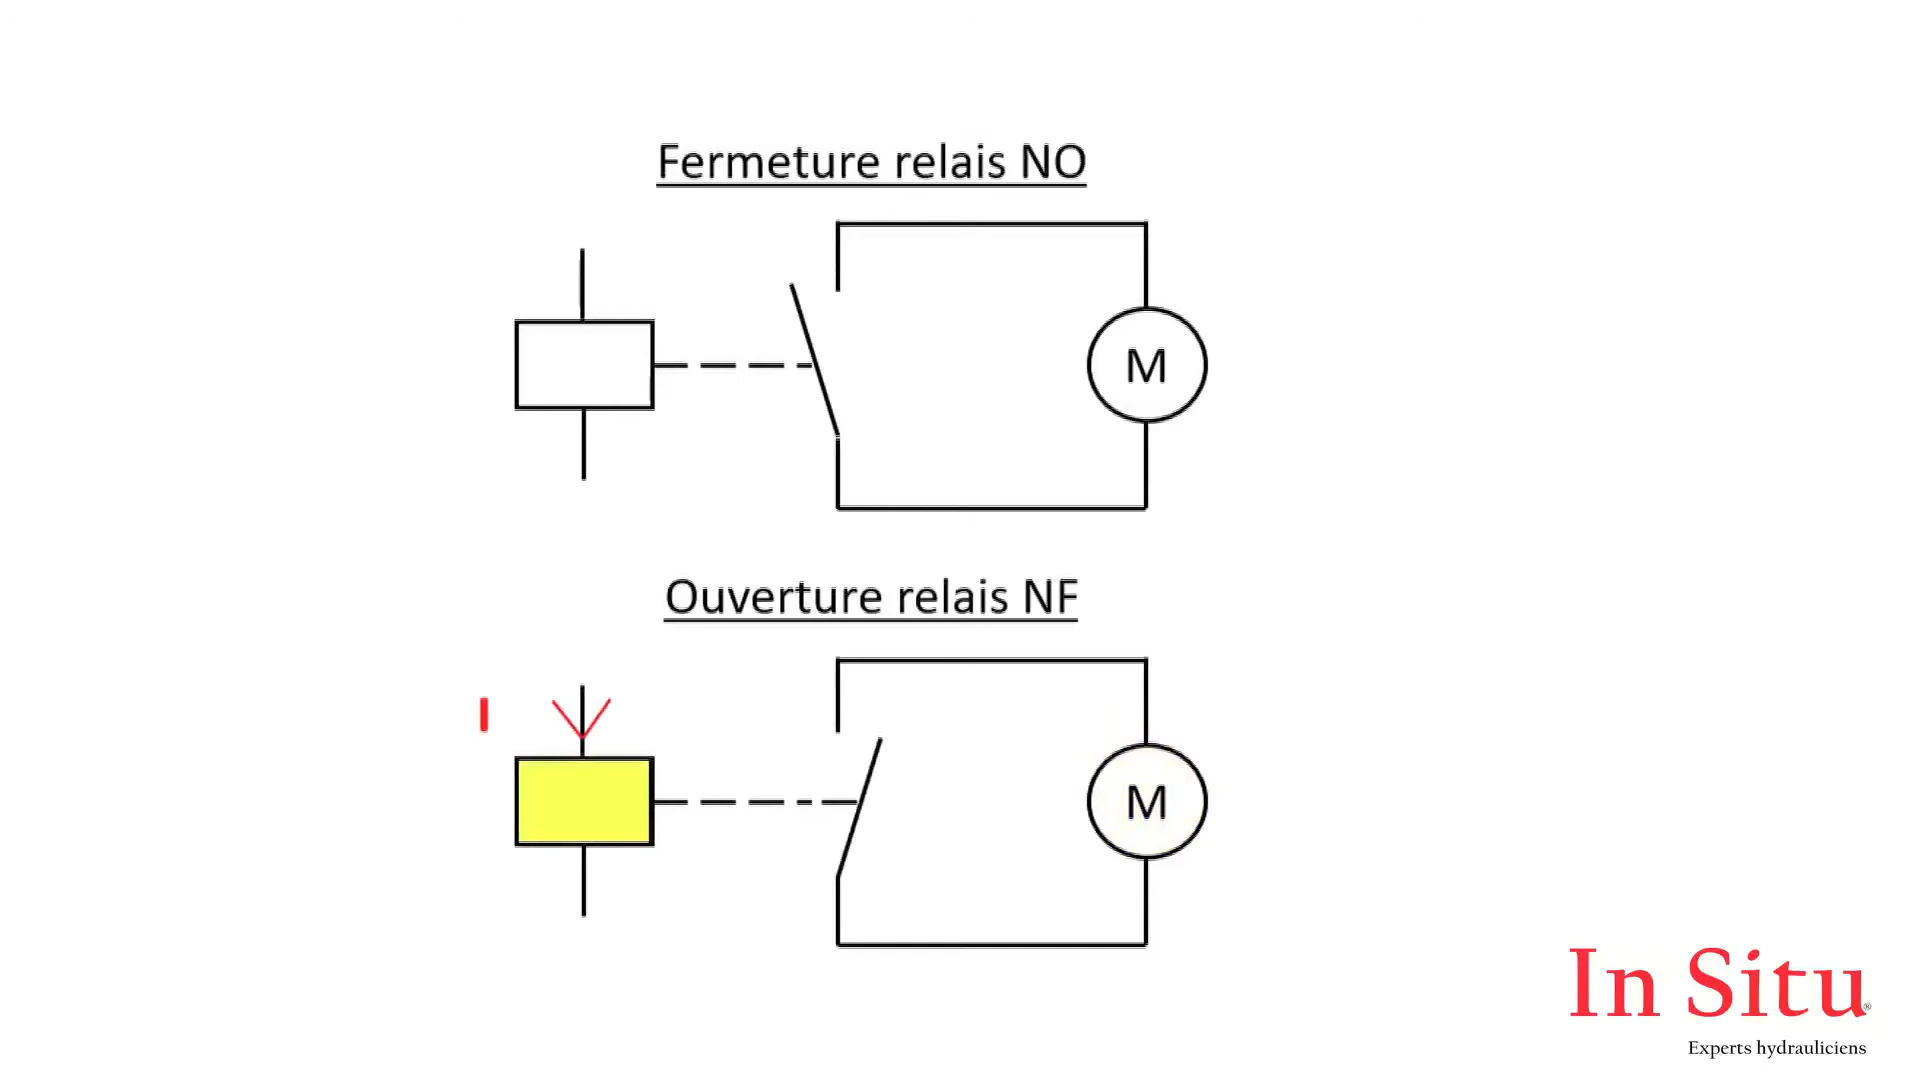 Fermeture relais NO
M
Ouverture relais NF
I
M
In Situ®
Experts hydrauliciens